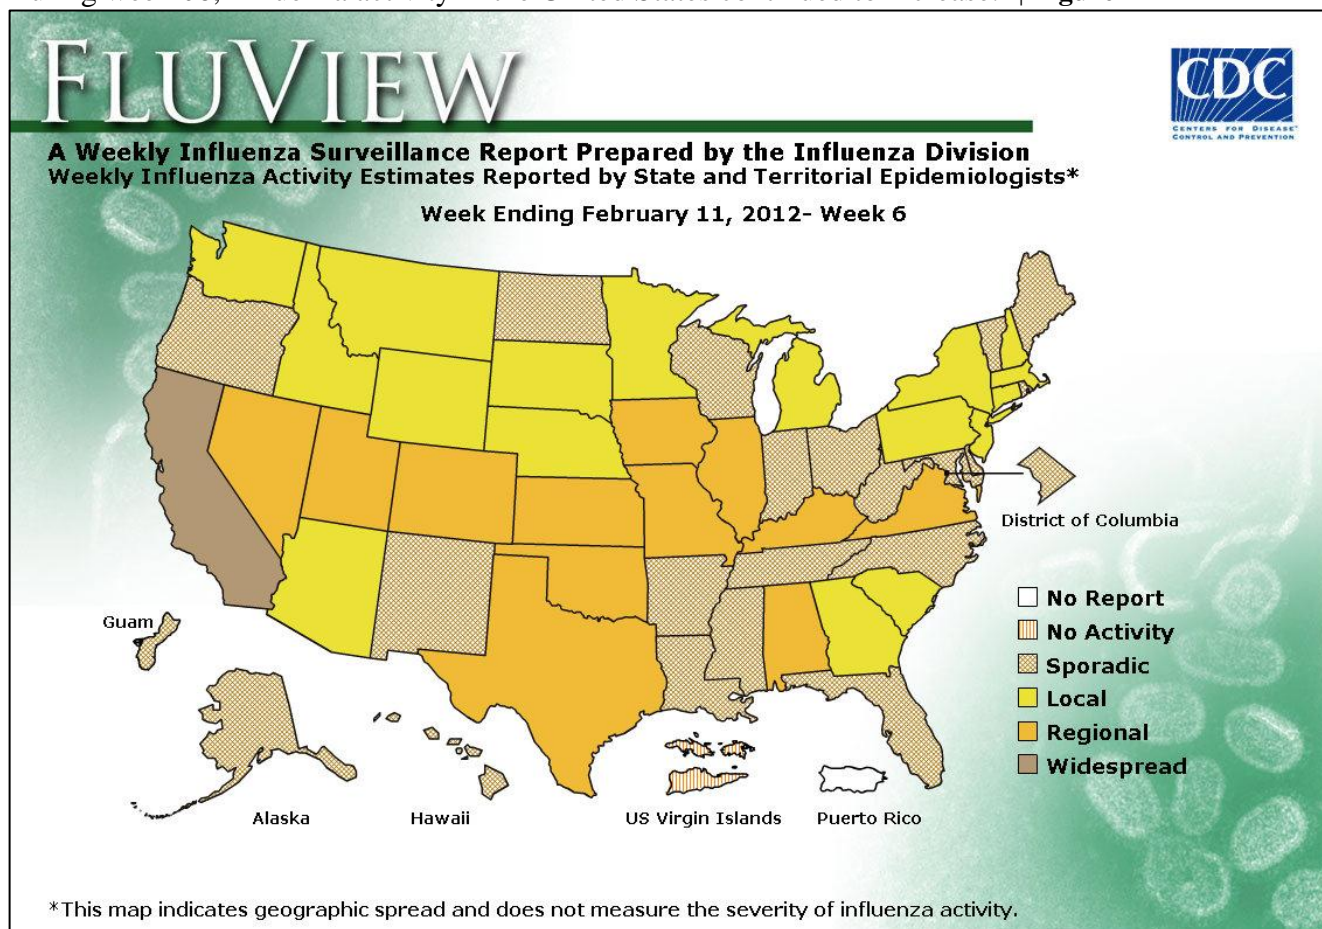 FLUVIEW
CDC
CENTERS FOR DISEASE
CONTROL AND PREVENTION
A Weekly Influenza Surveillance Report Prepared by the Influenza Division
Weekly Influenza Activity Estimates Reported by State and Territorial Epidemiologists*
Week Ending February 11, 2012- Week 6
District of Columbia
No Report
No Activity
Sporadic
Local
Regional
Widespread
Guam
Alaska
Hawaii
US Virgin Islands
Puerto Rico
*This map indicates geographic spread and does not measure the severity of influenza activity.